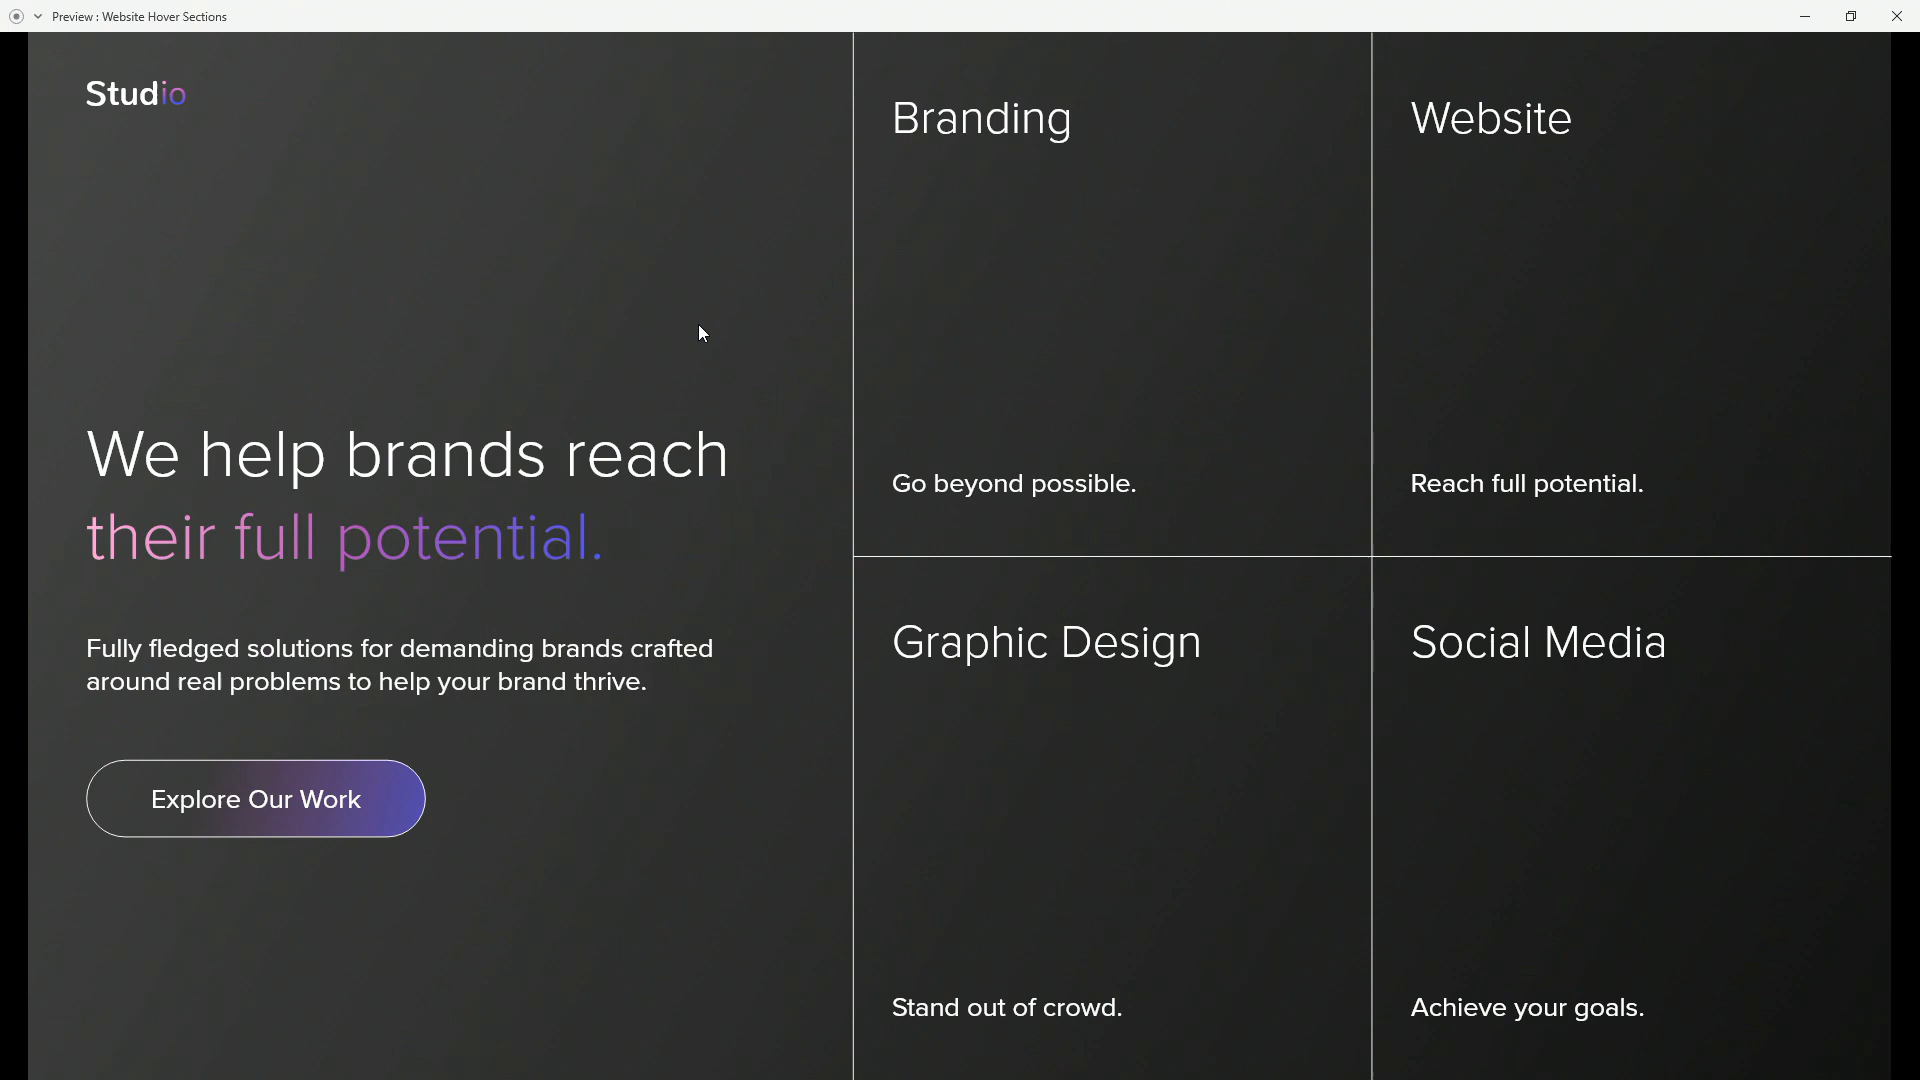 Preview : Website Hover Sections
Studio
We help brands reach
their full potential.
Fully fledged solutions for demanding brands crafted
around real problems to help your brand thrive.
Explore Our Work
Branding
Go beyond possible.
Website
Reach full potential.
Graphic Design
Stand out of crowd.
Social Media
Achieve your goals.